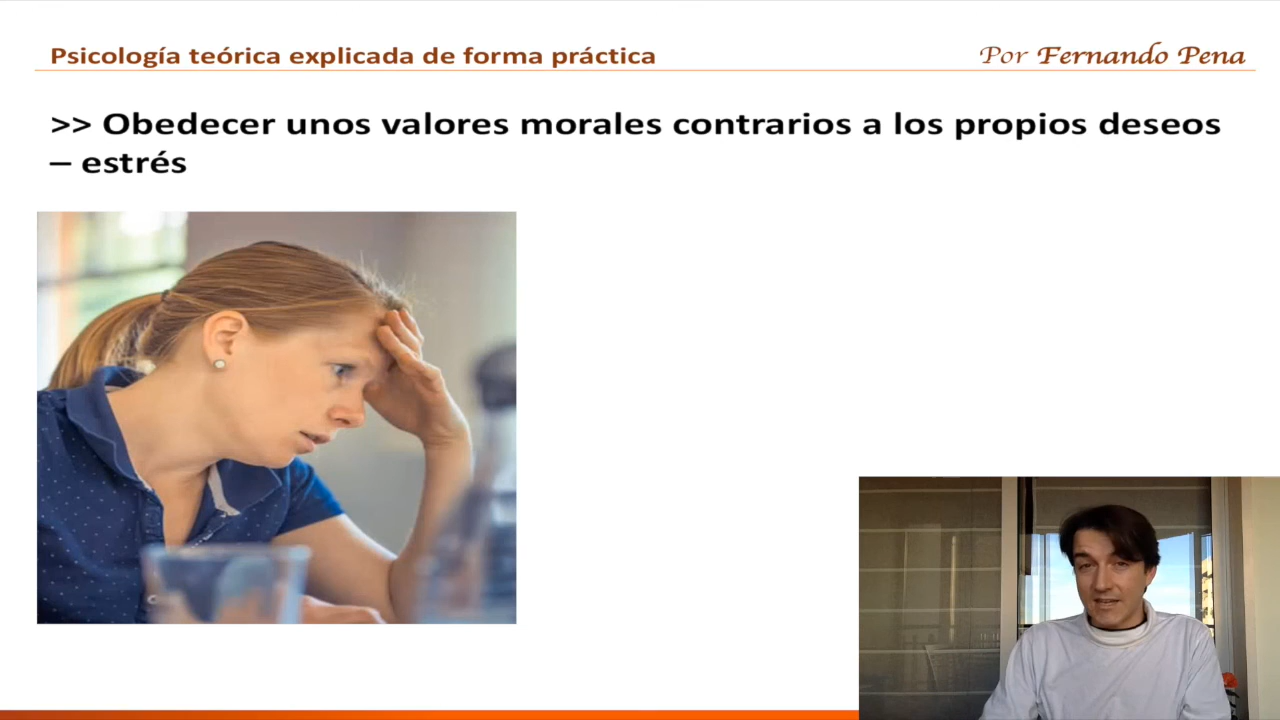 Psicología teórica explicada de forma práctica
Por Fernando Pena
>> Obedecer unos valores morales contrarios a los propios deseos
– estrés